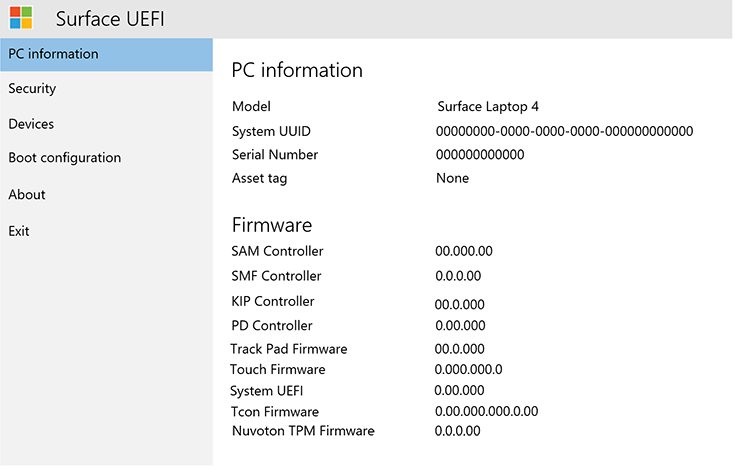 Surface UEFI
PC information
Security
Devices
Boot configuration
About
Exit
PC information
Model Surface Laptop 4
System UUID 00000000-0000-0000-0000-000000000000
Serial Number 000000000000
Asset tag None
Firmware
SAM Controller 00.000.00
SMF Controller 0.0.0.00
KIP Controller 00.0.000
PD Controller 0.00.000
Track Pad Firmware 00.0.000
Touch Firmware 0.000.000.0
System UEFI 0.00.000
Tcon Firmware 0.00.000.000.0.00
Nuvoton TPM Firmware 0.0.0.00